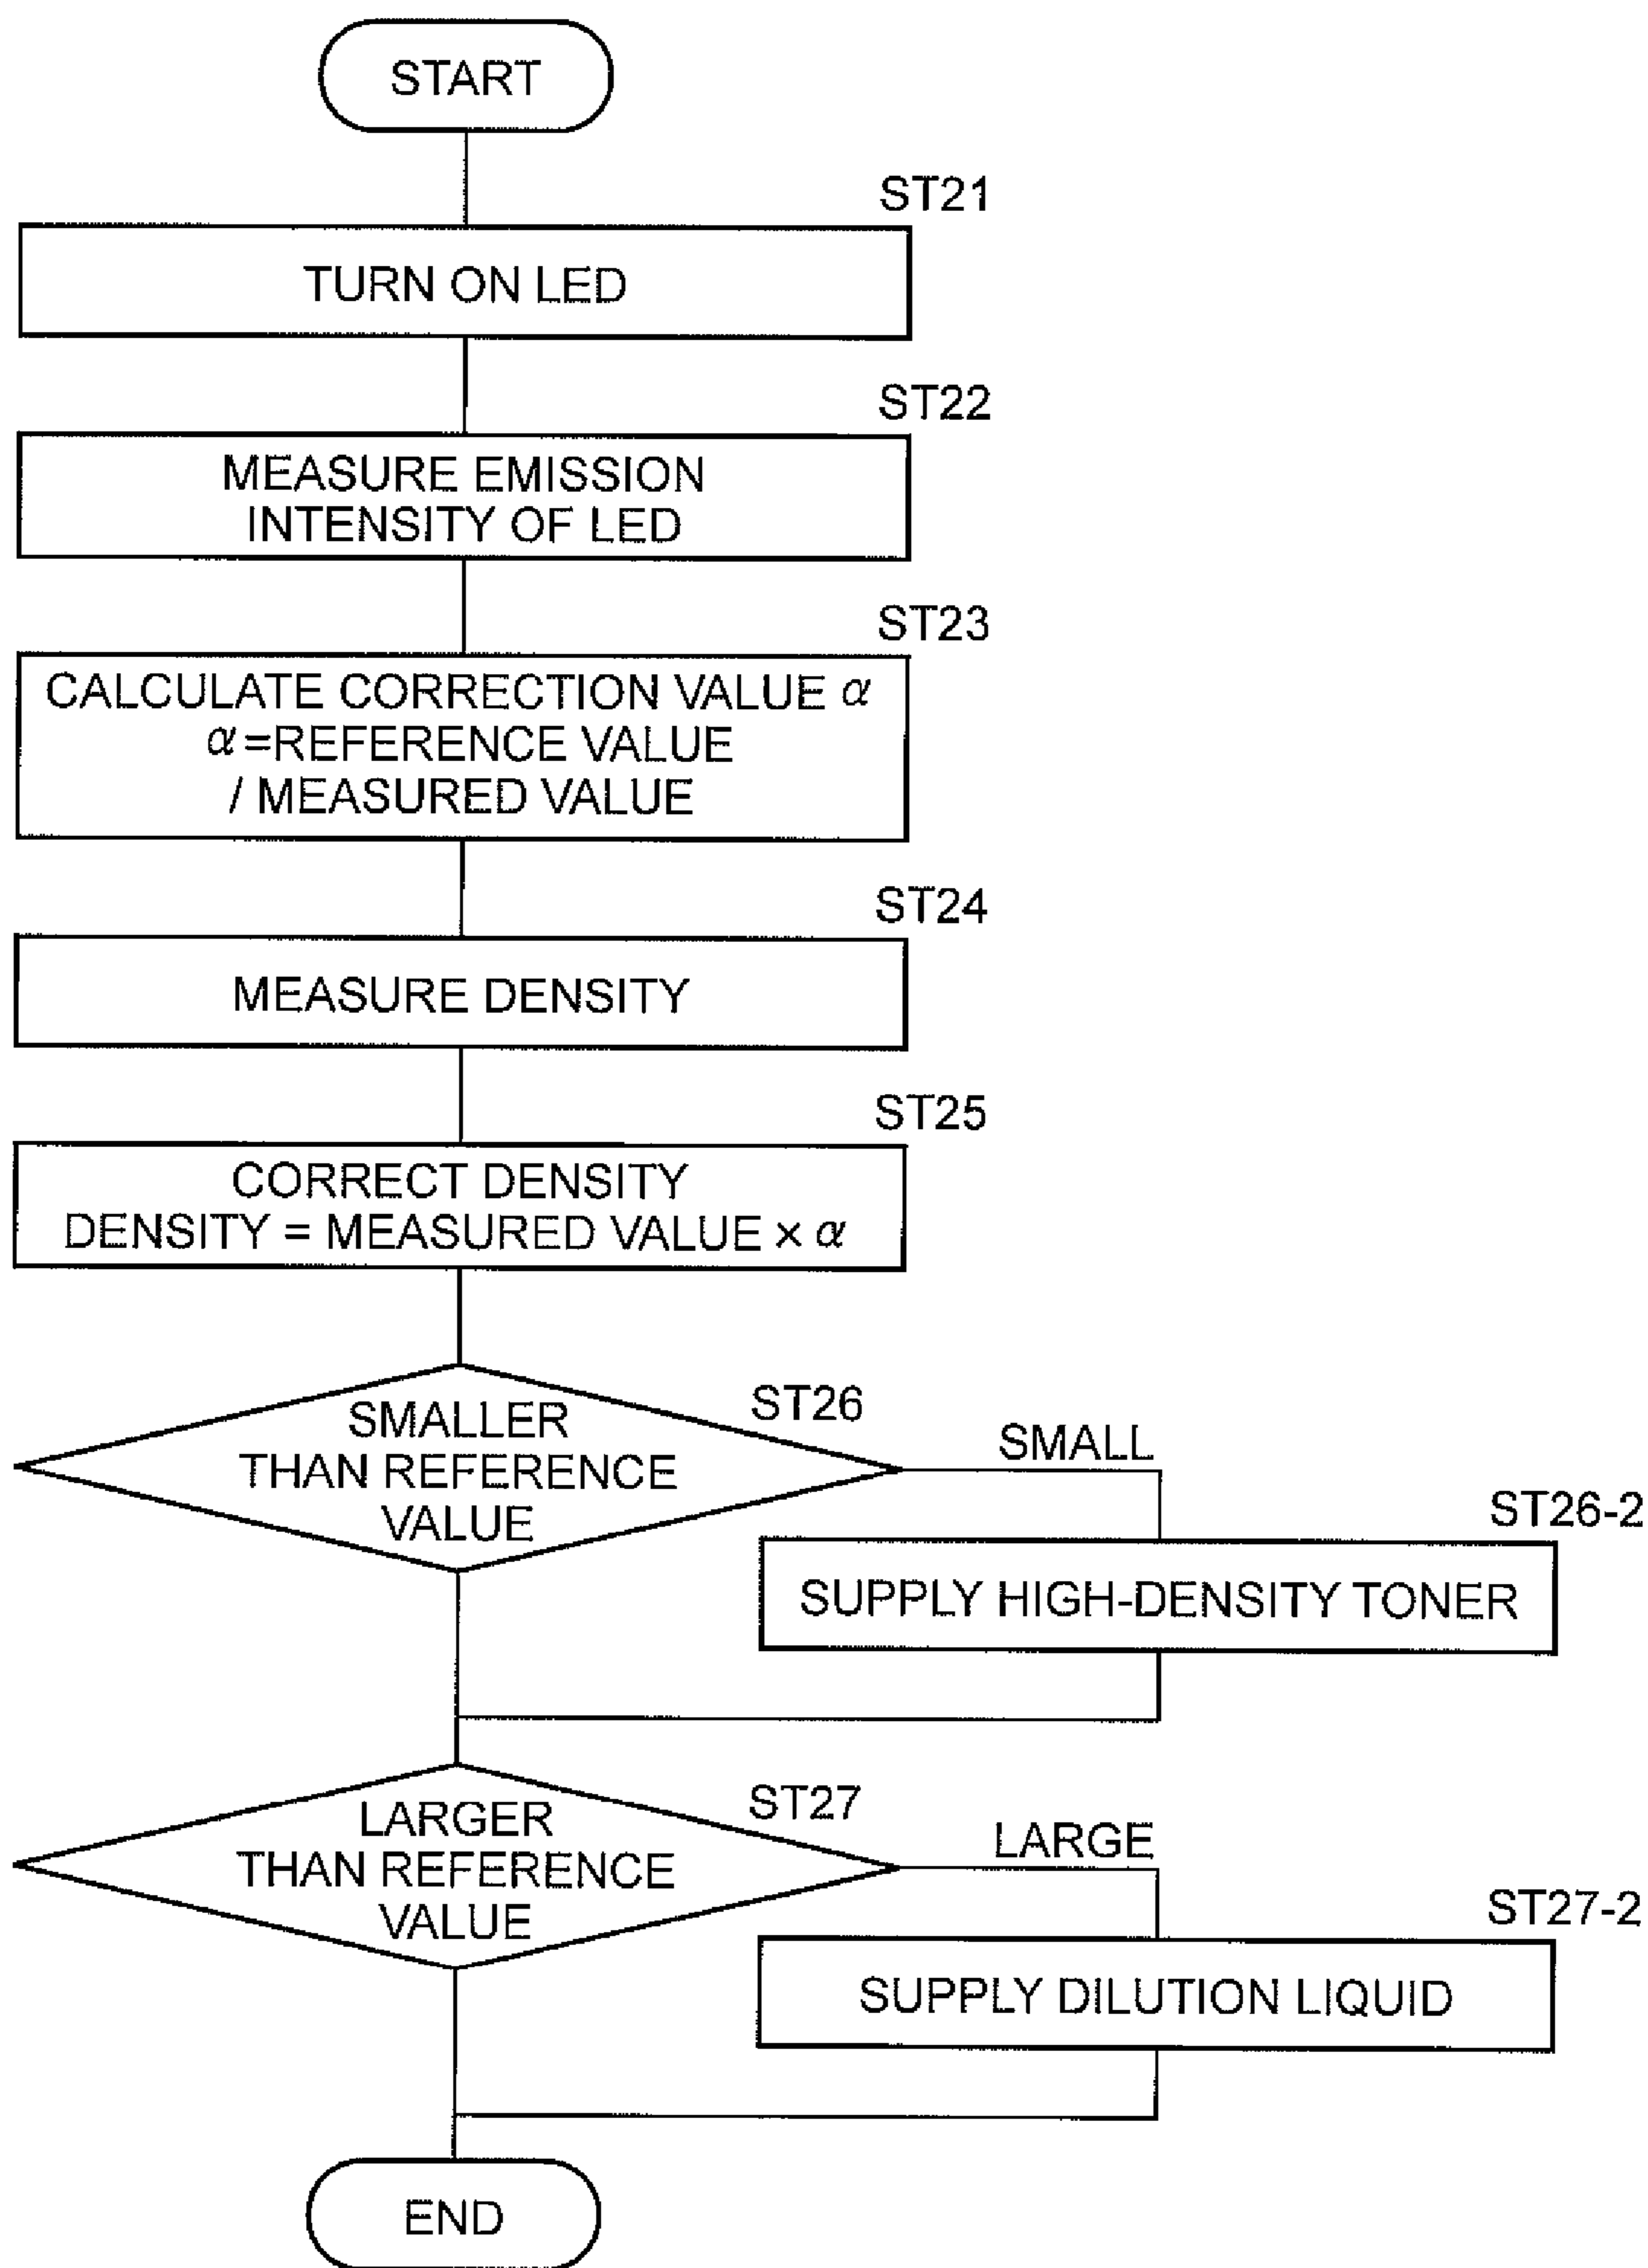 START
ST21
TURN ON LED
ST22
MEASURE EMISSION
INTENSITY OF LED
ST23
CALCULATE CORRECTION VALUE α
α=REFERENCE VALUE
/ MEASURED VALUE
ST24
MEASURE DENSITY
ST25
CORRECT DENSITY
DENSITY = MEASURED VALUE × α
ST26
SMALLER
THAN REFERENCE
VALUE
SMALL
ST26-2
SUPPLY HIGH-DENSITY TONER
ST27
LARGER
THAN REFERENCE
VALUE
LARGE
ST27-2
SUPPLY DILUTION LIQUID
END